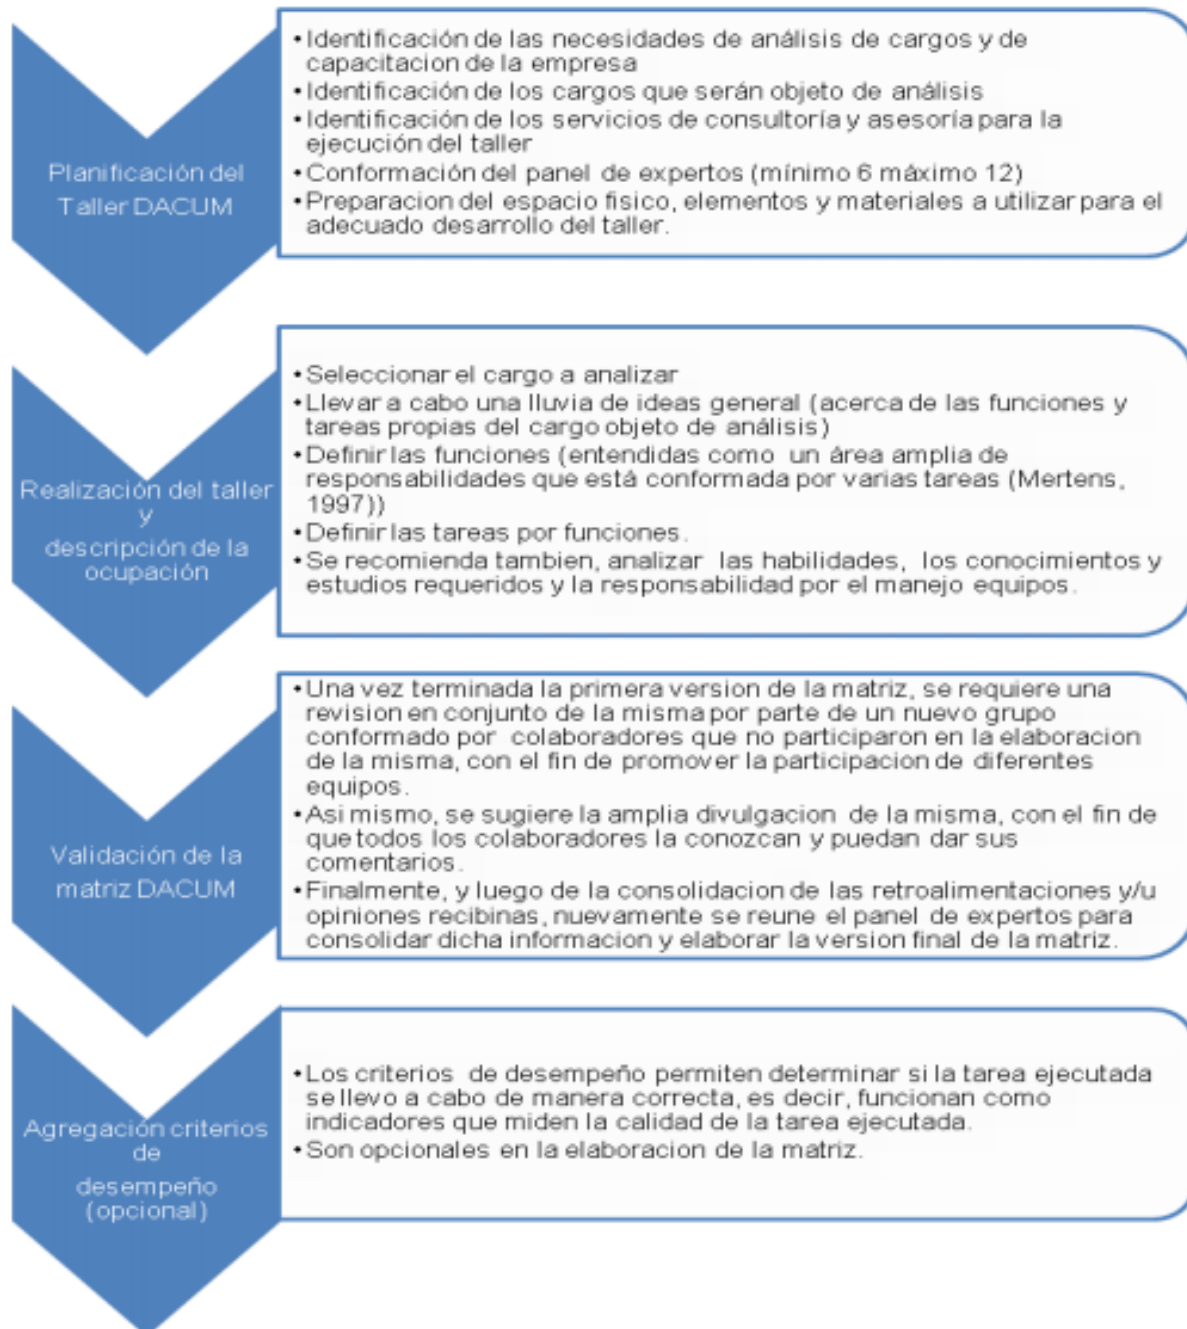 Planificación del
Taller DACUM
•Identificación de las necesidades de análisis de cargos y de
capacitacion de la empresa
•Identificación de los cargos que serán objeto de análisis
•Identificación de los servicios de consultoría y asesoría para la
ejecución del taller
•Conformación del panel de expertos (mínimo 6 máximo 12)
•Preparacion del espacio fisico, elementos y materiales a utilizar para el
adecuado desarrollo del taller.
Realización del taller
y
descripción de la
ocupación
•Seleccionar el cargo a analizar
•Llevar a cabo una lluvia de ideas general (acerca de las funciones y
tareas propias del cargo objeto de análisis)
•Definir las funciones (entendidas como un área amplia de
responsabilidades que está conformada por varias tareas (Mertens,
1997))
•Definir las tareas por funciones.
•Se recomienda tambien, analizar las habilidades, los conocimientos y
estudios requeridos y la responsabilidad por el manejo equipos.
Validación de la
matriz DACUM
•Una vez terminada la primera version de la matriz, se requiere una
revision en conjunto de la misma por parte de un nuevo grupo
conformado por colaboradores que no participaron en la elaboracion
de la misma, con el fin de promover la participacion de diferentes
equipos.
•Asi mismo, se sugiere la amplia divulgacion de la misma, con el fin de
que todos los colaboradores la conozcan y puedan dar sus
comentarios.
•Finalmente, y luego de la consolidacion de las retroalimentaciones y/u
opiniones recibinas, nuevamente se reune el panel de expertos para
consolidar dicha informacion y elaborar la version final de la matriz.
Agregación criterios
de
desempeño
(opcional)
•Los criterios de desempeño permiten determinar si la tarea ejecutada
se llevo a cabo de manera correcta, es decir, funcionan como
indicadores que miden la calidad de la tarea ejecutada.
•Son opcionales en la elaboracion de la matriz.